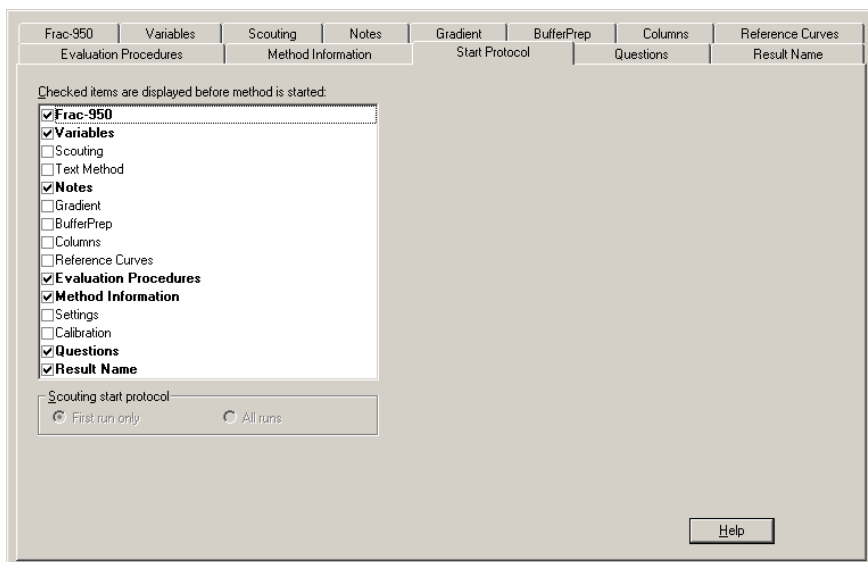 Frac-950 Variables Scouting Notes Gradient BufferPrep Columns Reference Curves
Evaluation Procedures Method Information Start Protocol Questions Result Name
Checked items are displayed before method is started:
Frac-950
Variables
Scouting
Text Method
Notes
Gradient
BufferPrep
Columns
Reference Curves
Evaluation Procedures
Method Information
Settings
Calibration
Questions
Result Name
Scouting start protocol
First run only All runs
Help